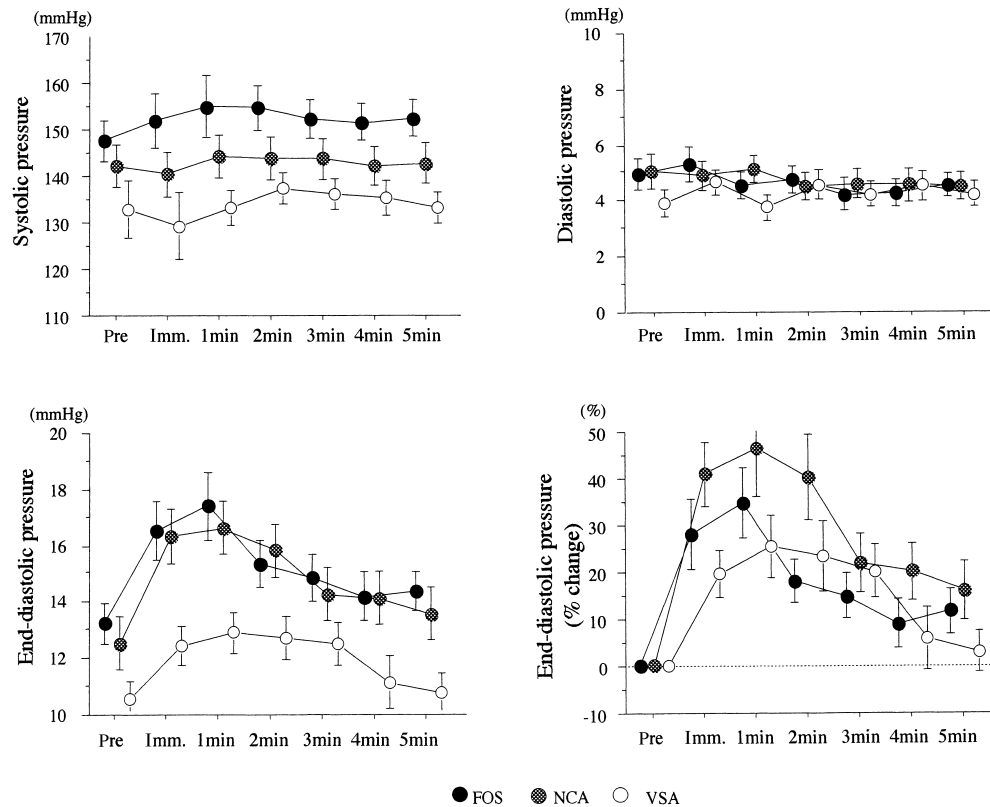 (mmHg)
Systolic pressure
170
160
150
140
130
120
110
Pre Imm. 1min 2min 3min 4min 5min
(mmHg)
Diastolic pressure
10
8
6
4
2
0
Pre Imm. 1min 2min 3min 4min 5min
(mmHg)
End-diastolic pressure
20
18
16
14
12
10
Pre Imm. 1min 2min 3min 4min 5min
(%)
End-diastolic pressure
(% change)
50
40
30
20
10
0
-10
Pre Imm. 1min 2min 3min 4min 5min
FOS NCA VSA